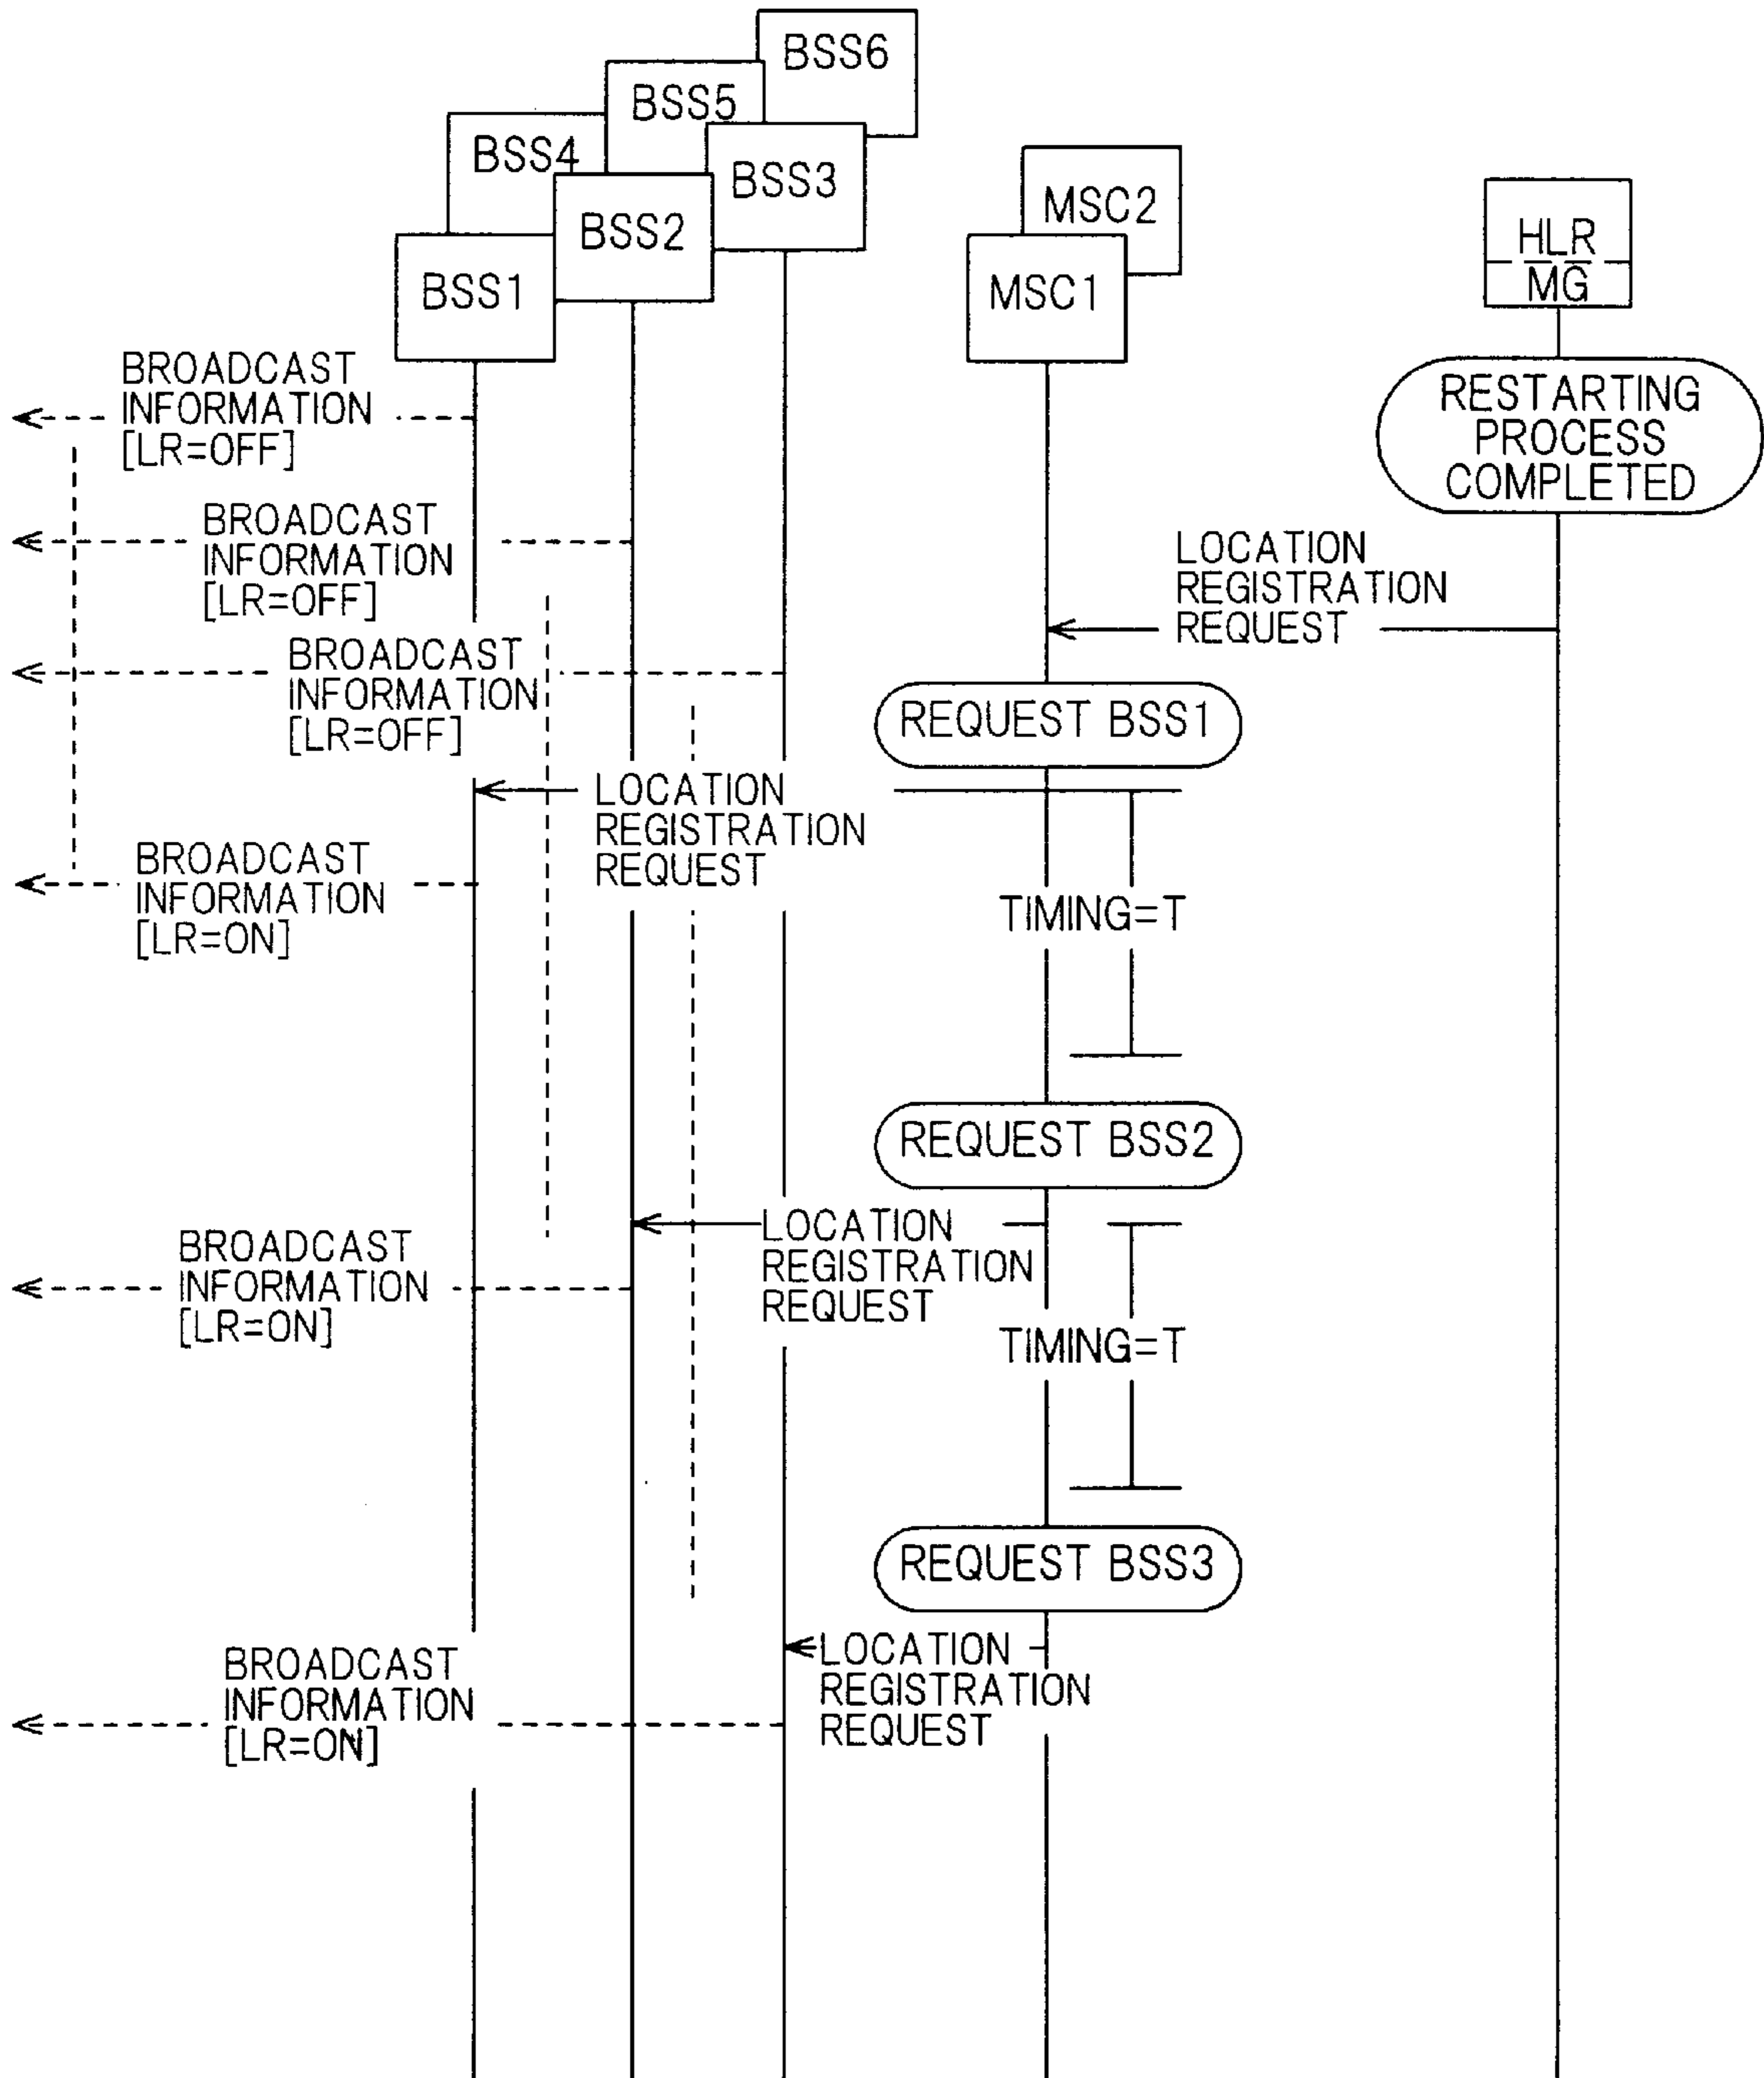 BSS6
BSS5
BSS4
BSS3
BSS2
BSS1
MSC2
MSC1
HLR
MG
BROADCAST
INFORMATION
[LR=OFF]
RESTARTING
PROCESS
COMPLETED
BROADCAST
INFORMATION
[LR=OFF]
LOCATION
REGISTRATION
REQUEST
BROADCAST
INFORMATION
[LR=OFF]
REQUEST BSS1
LOCATION
REGISTRATION
REQUEST
BROADCAST
INFORMATION
[LR=ON]
TIMING=T
REQUEST BSS2
LOCATION
REGISTRATION
REQUEST
BROADCAST
INFORMATION
[LR=ON]
TIMING=T
REQUEST BSS3
LOCATION
REGISTRATION
REQUEST
BROADCAST
INFORMATION
[LR=ON]